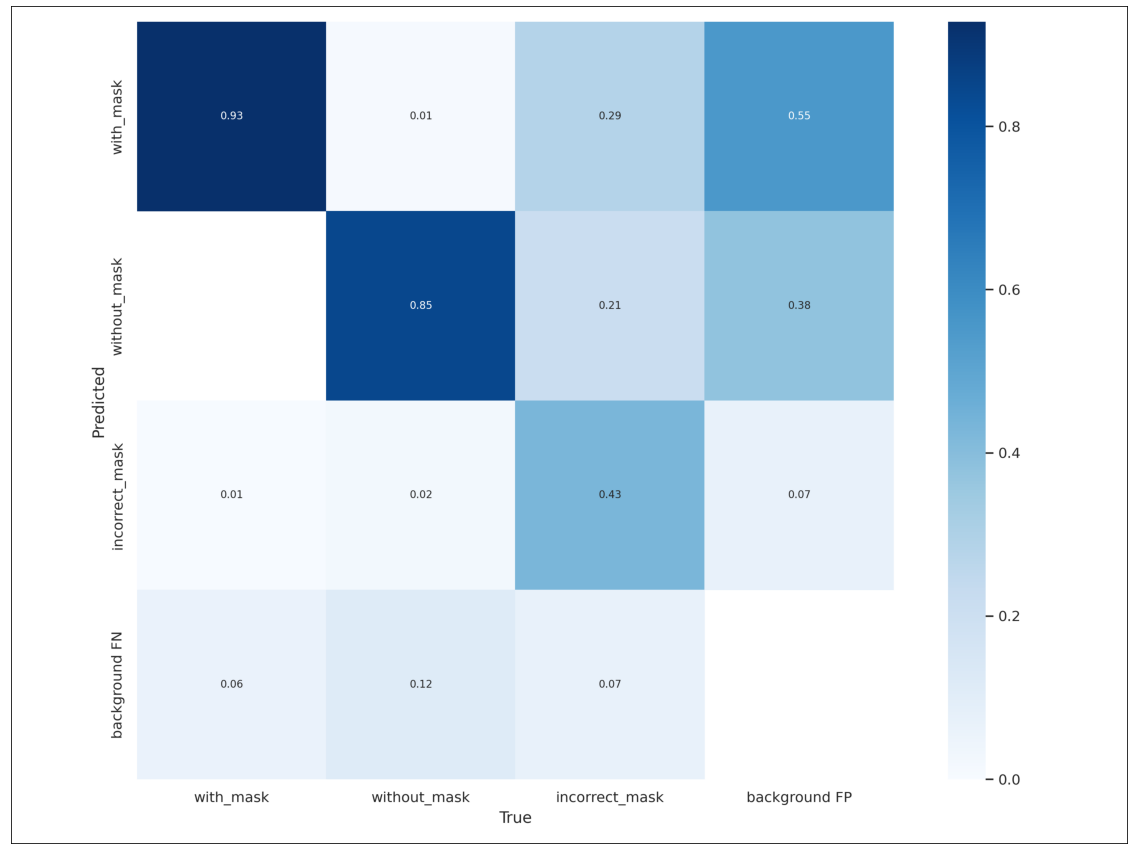 with_mask
0.93
0.01
0.29
0.55
0.8
without_mask
0.85
0.21
0.38
0.6
Predicted
incorrect_mask
0.01
0.02
0.43
0.07
0.4
background FN
0.06
0.12
0.07
0.2
0.0
with_mask
without_mask
incorrect_mask
background FP
True